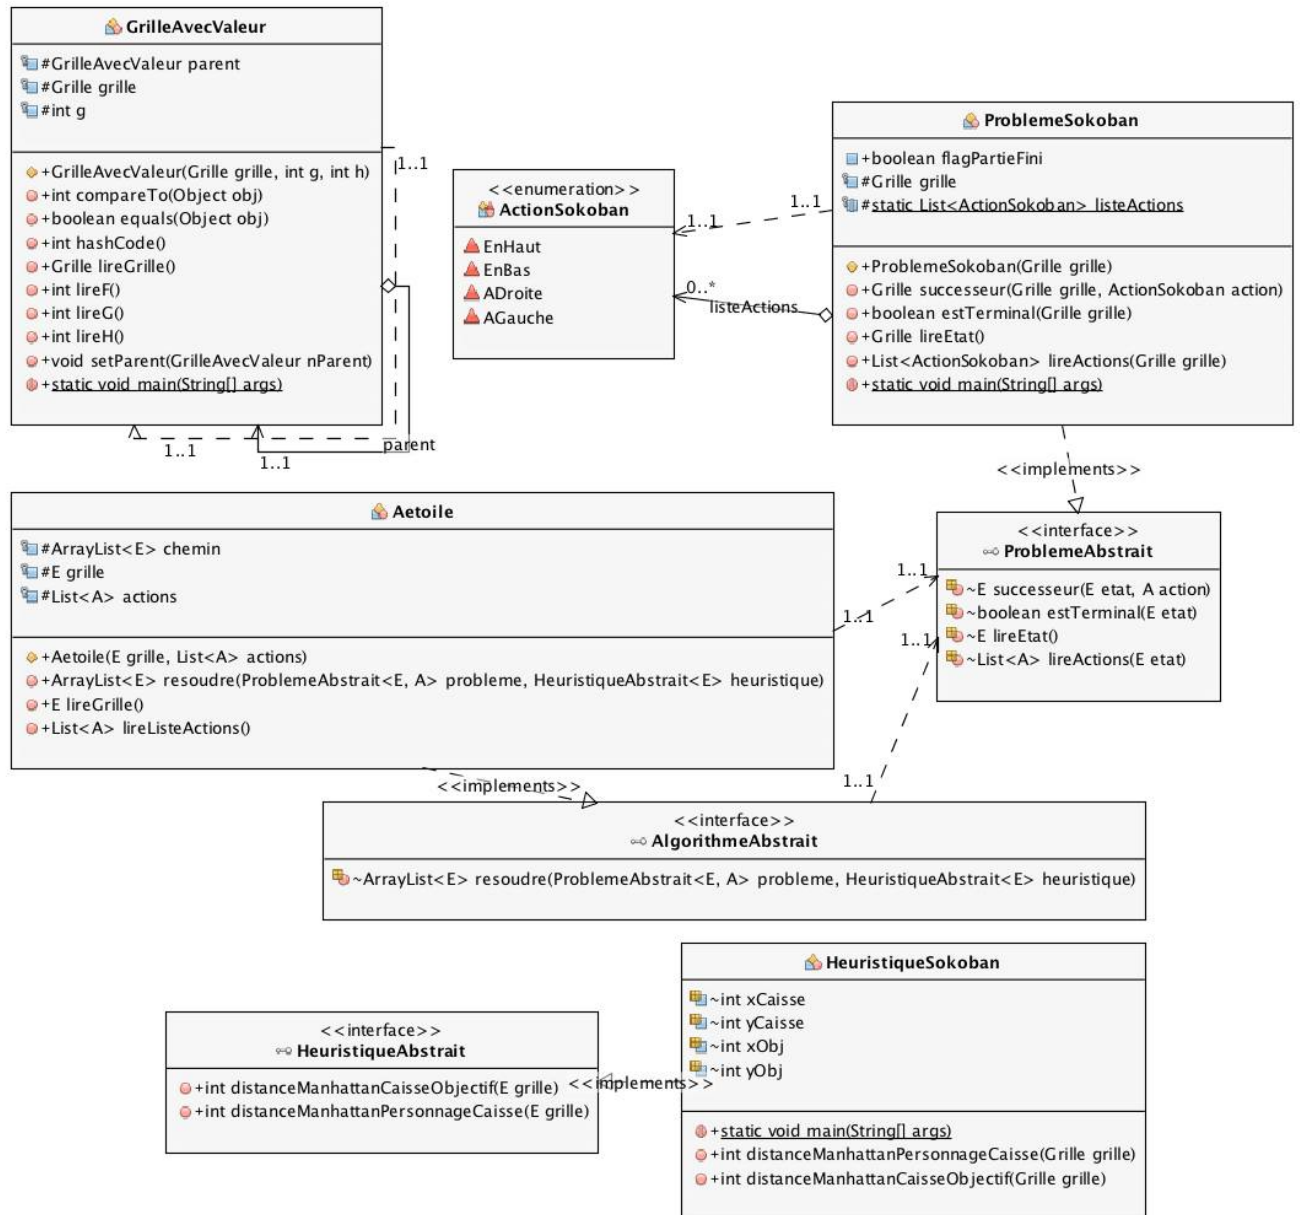 GrilleAvecValeur
#GrilleAvecValeur parent
#Grille grille
#int g
+GrilleAvecValeur(Grille grille, int g, int h)
+int compareTo(Object obj)
+boolean equals(Object obj)
+int hashCode()
+Grille lireGrille()
+int lireF()
+int lireG()
+int lireH()
+void setParent(GrilleAvecValeur nParent)
+static void main(String[] args)
1..1
1..1
1..1
parent
<<enumeration>>
ActionSokoban
EnHaut
EnBas
ADroite
AGauche
1..1
1..1
0..*
listeActions
ProblemeSokoban
+boolean flagPartieFini
#Grille grille
#static List<ActionSokoban> listeActions
+ProblemeSokoban(Grille grille)
+Grille successeur(Grille grille, ActionSokoban action)
+boolean estTerminal(Grille grille)
+Grille lireEtat()
+List<ActionSokoban> lireActions(Grille grille)
+static void main(String[] args)
<<implements>>
Aetoile
#ArrayList<E> chemin
#E grille
#List<A> actions
+Aetoile(E grille, List<A> actions)
+ArrayList<E> resoudre(ProblemeAbstrait<E, A> probleme, HeuristiqueAbstrait<E> heuristique)
+E lireGrille()
+List<A> lireListeActions()
<<interface>>
ProblemeAbstrait
~E successeur(E etat, A action)
~boolean estTerminal(E etat)
~E lireEtat()
~List<A> lireActions(E etat)
1..1
1..1
1..1
1..1
<<implements>>
<<interface>>
AlgorithmeAbstrait
~ArrayList<E> resoudre(ProblemeAbstrait<E, A> probleme, HeuristiqueAbstrait<E> heuristique)
<<interface>>
HeuristiqueAbstrait
+int distanceManhattanCaisseObjectif(E grille)
+int distanceManhattanPersonnageCaisse(E grille)
<<implements>>
HeuristiqueSokoban
~int xCaisse
~int yCaisse
~int xObj
~int yObj
+static void main(String[] args)
+int distanceManhattanPersonnageCaisse(Grille grille)
+int distanceManhattanCaisseObjectif(Grille grille)